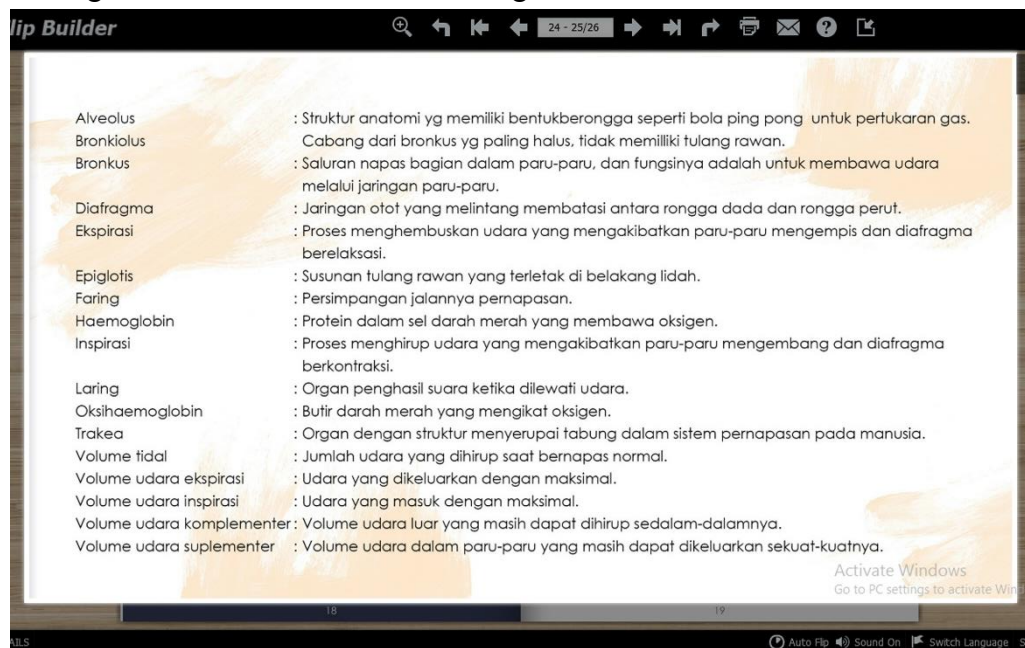 lip Builder
24 - 25/26
Alveolus : Struktur anatomi yg memiliki bentukberongga seperti bola ping pong untuk pertukaran gas.
Bronkiolus Cabang dari bronkus yg paling halus, tidak memilliki tulang rawan.
Bronkus : Saluran napas bagian dalam paru-paru, dan fungsinya adalah untuk membawa udara
melalui jaringan paru-paru.
Diafragma : Jaringan otot yang melintang membatasi antara rongga dada dan rongga perut.
Ekspirasi : Proses menghembuskan udara yang mengakibatkan paru-paru mengempis dan diafragma
berelaksasi.
Epiglotis : Susunan tulang rawan yang terletak di belakang lidah.
Faring : Persimpangan jalannya pernapasan.
Haemoglobin : Protein dalam sel darah merah yang membawa oksigen.
Inspirasi : Proses menghirup udara yang mengakibatkan paru-paru mengembang dan diafragma
berkontraksi.
Laring : Organ penghasil suara ketika dilewati udara.
Oksihaemoglobin : Butir darah merah yang mengikat oksigen.
Trakea : Organ dengan struktur menyerupai tabung dalam sistem pernapasan pada manusia.
Volume tidal : Jumlah udara yang dihirup saat bernapas normal.
Volume udara ekspirasi : Udara yang dikeluarkan dengan maksimal.
Volume udara inspirasi : Udara yang masuk dengan maksimal.
Volume udara komplementer : Volume udara luar yang masih dapat dihirup sedalam-dalamnya.
Volume udara suplementer : Volume udara dalam paru-paru yang masih dapat dikeluarkan sekuat-kuatnya.
Activate Windows
Go to PC settings to activate Win
18 19
AILS Auto Flip Sound On Switch Language S